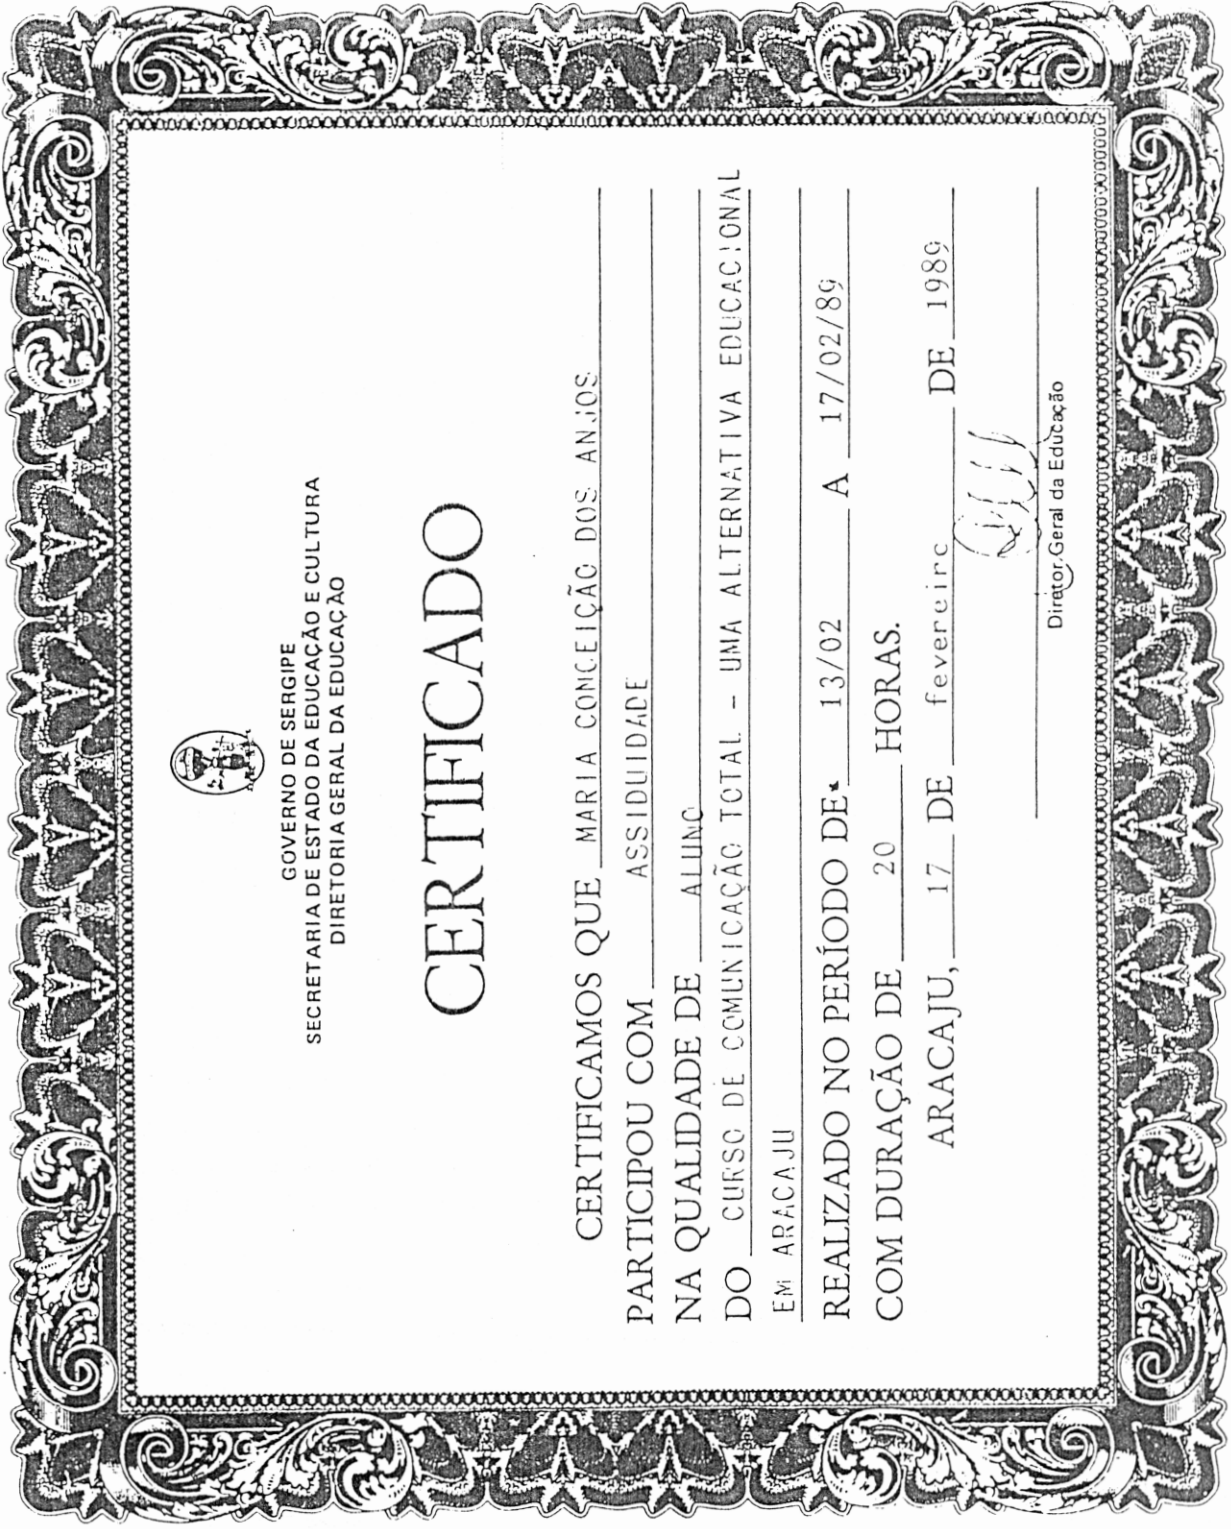 GOVERNO DE SERGIPE
SECRETARIA DE ESTADO DA EDUCAÇÃO E CULTURA
DIRETORIA GERAL DA EDUCAÇÃO
CERTIFICADO
CERTIFICAMOS QUE MARIA CONCEIÇÃO DOS ANJOS
PARTICIPOU COM ASSIDUIDADE
NA QUALIDADE DE ALUNO
DO CURSO DE COMUNICAÇÃO TOTAL - UMA ALTERNATIVA EDUCACIONAL
EM ARACAJU
REALIZADO NO PERÍODO DE 13/02 A 17/02/89
COM DURAÇÃO DE 20 HORAS.
ARACAJU, 17 DE fevereiro DE 1989
Diretor Geral da Educação